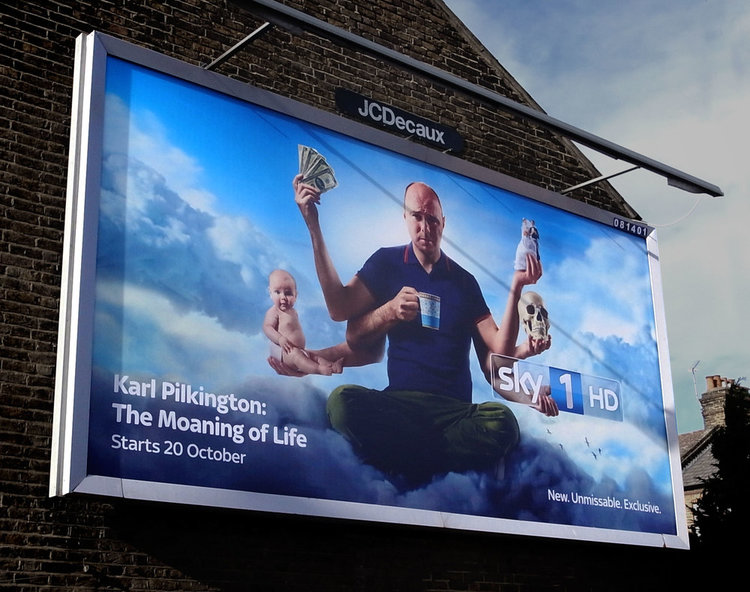 JCDecaux
081401
sky 1 HD
Karl Pilkington:
The Moaning of Life
Starts 20 October
New. Unmissable. Exclusive.